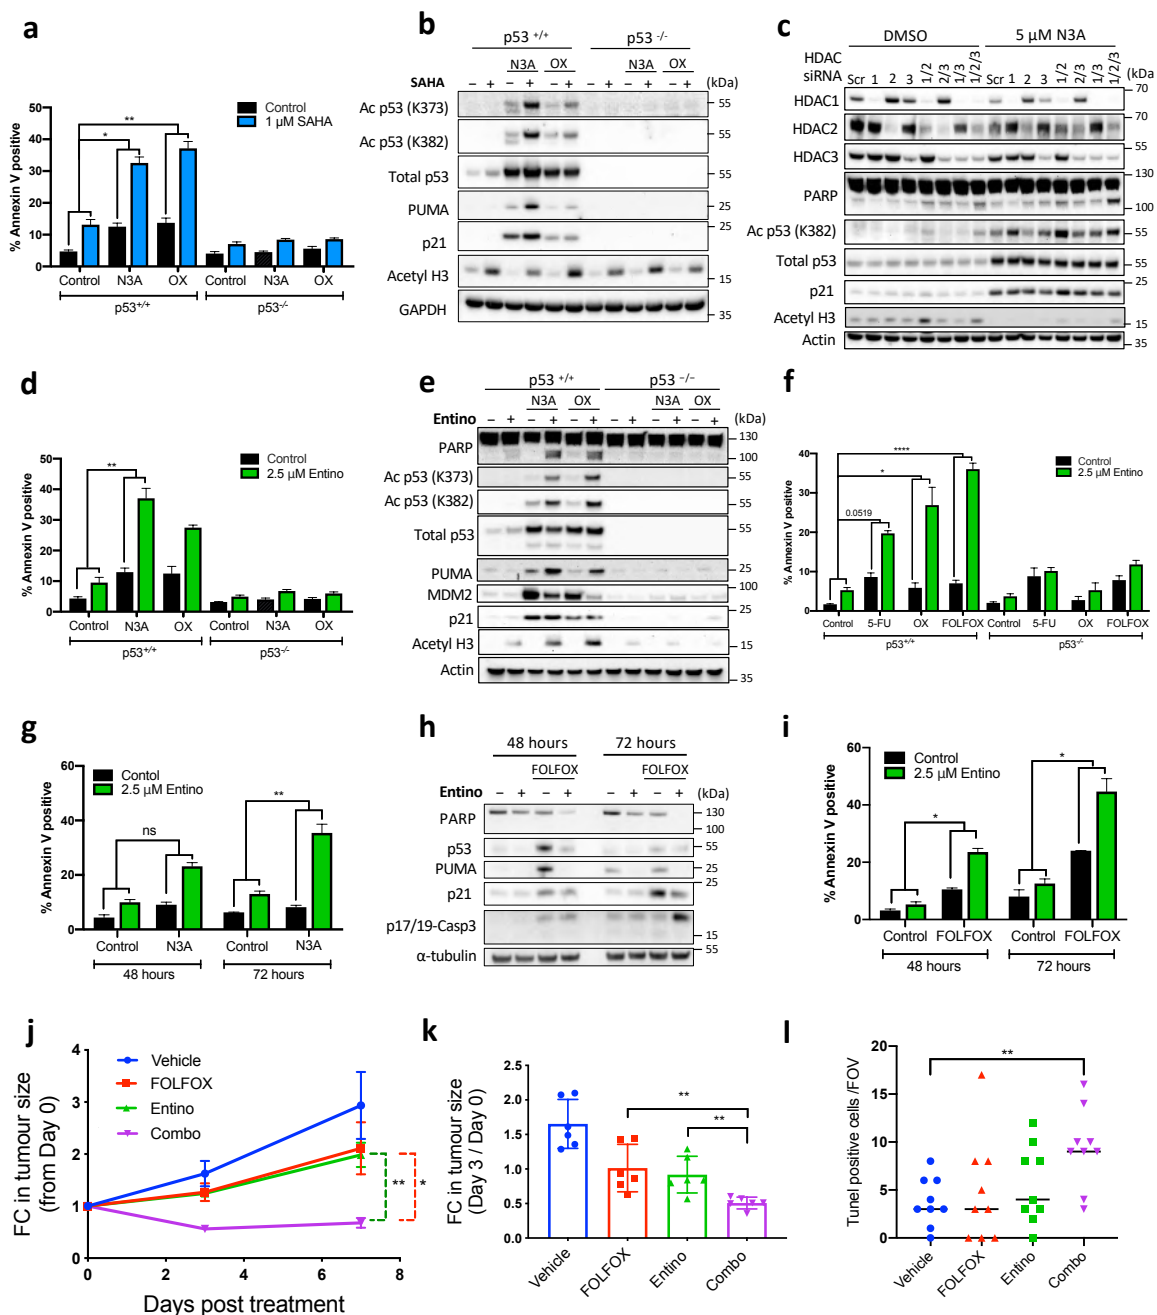 a
% Annexin V positive
50
40
30
20
10
0
**
*
Control
1 µM SAHA
Control N3A OX Control N3A OX
p53+/+ p53-/-
b
p53 +/+ p53 -/-
N3A OX N3A OX
SAHA – + – + – + – + – + – + (kDa)
Ac p53 (K373) 55
Ac p53 (K382) 55
Total p53 55
PUMA 25
p21 25
Acetyl H3 15
GAPDH 35
c
DMSO 5 µM N3A
HDAC siRNA Scr 1 2 3 1/2 2/3 1/3 1/2/3 Scr 1 2 3 1/2 2/3 1/3 1/2/3 (kDa
HDAC1 70
HDAC2 70
55
HDAC3 55
130
PARP 100
Ac p53 (K382) 55
Total p53 55
p21 25
Acetyl H3 15
Actin 35
d
% Annexin V positive
50
40
30
20
10
0
**
Control
2.5 µM Entino
Control N3A OX Control N3A OX
p53+/+ p53-/-
e
p53 +/+ p53 –/–
N3A OX N3A OX
Entino – + – + – + – + – + – + (kDa)
PARP 130
100
Ac p53 (K373) 55
Ac p53 (K382) 55
Total p53 55
PUMA 25
MDM2 100
p21 25
Acetyl H3 15
Actin 35
f
% Annexin V positive
50
40
30
20
10
0
****
*
0.0519
Control
2.5 µM Entino
Control 5-FU OX FOLFOX Control 5-FU OX FOLFOX
p53+/+ p53-/-
g
% Annexin V positive
60
40
20
0
Contol
2.5 µM Entino
ns
**
Control N3A Control N3A
48 hours 72 hours
h
48 hours 72 hours
FOLFOX FOLFOX
Entino – + – + – + – + (kDa)
PARP 130
100
p53 55
PUMA 25
25
p21
p17/19-Casp3
15
α-tubulin 55
i
% Annexin V positive
60
40
20
0
Control
2.5 µM Entino
*
*
Control FOLFOX Control FOLFOX
48 hours 72 hours
j
FC in tumour size
(from Day 0)
4
3
2
1
0
Vehicle
FOLFOX
Entino
Combo
** *
0 2 4 6 8
Days post treatment
k
FC in tumour size
(Day 3 / Day 0)
2.5
2.0
1.5
1.0
0.5
0.0
**
**
Vehicle FOLFOX Entino Combo
l
Tunel positive cells /FOV
20
15
10
5
0
**
Vehicle FOLFOX Entino Combo